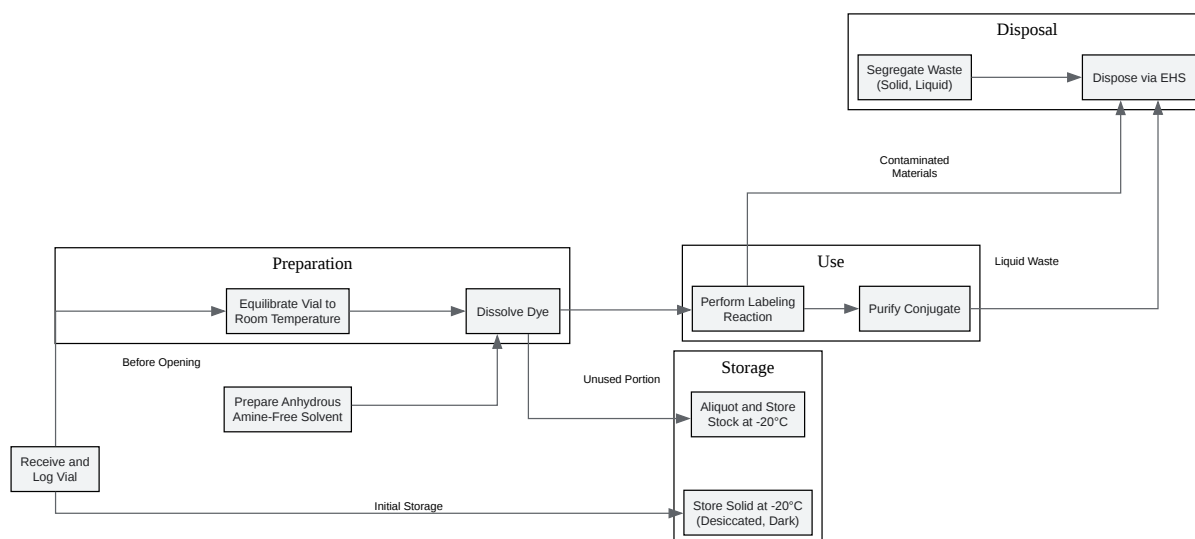 Disposal
Segregate Waste
(Solid, Liquid)
Dispose via EHS
Contaminated
Materials
Preparation
Use
Liquid Waste
Equilibrate Vial to
Room Temperature
Dissolve Dye
Perform Labeling
Reaction
Purify Conjugate
Before Opening
Unused Portion
Storage
Prepare Anhydrous
Amine-Free Solvent
Aliquot and Store
Stock at -20°C
Receive and
Log Vial
Initial Storage
Store Solid at -20°C
(Desiccated, Dark)